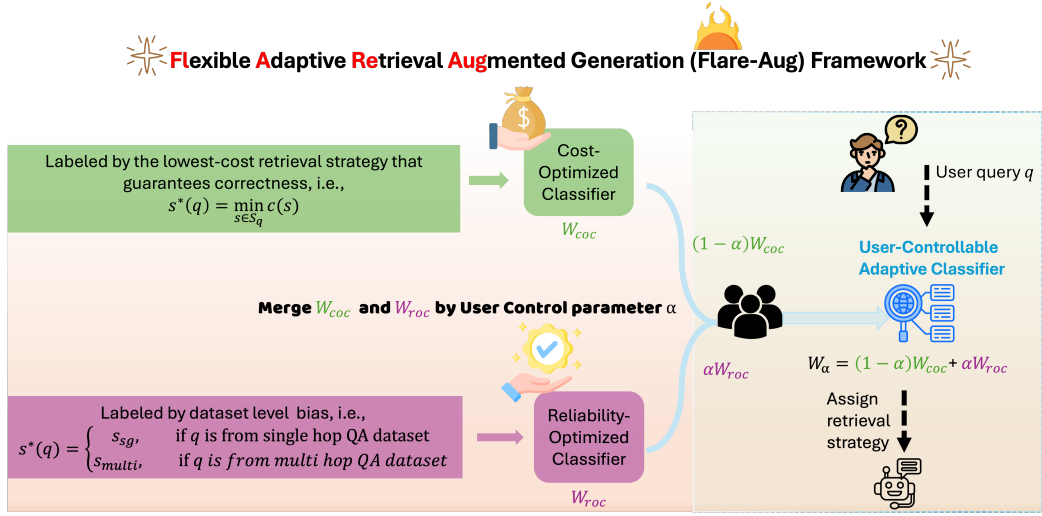 Flexible Adaptive Retrieval Augmented Generation (Flare-Aug) Framework
$
Labeled by the lowest-cost retrieval strategy that
guarantees correctness, i.e.,
s*(q) = min c(s)
s∈S_q
Cost-
Optimized
Classifier
W_coc
?
User query q
(1 − α)W_coc
User-Controllable
Adaptive Classifier
Merge W_coc and W_roc by User Control parameter α
αW_roc
W_α = (1 − α)W_coc + αW_roc
Labeled by dataset level bias, i.e.,
s*(q) = { s_sg, if q is from single hop QA dataset
s_multi, if q is from multi hop QA dataset
Reliability-
Optimized
Classifier
W_roc
Assign
retrieval
strategy